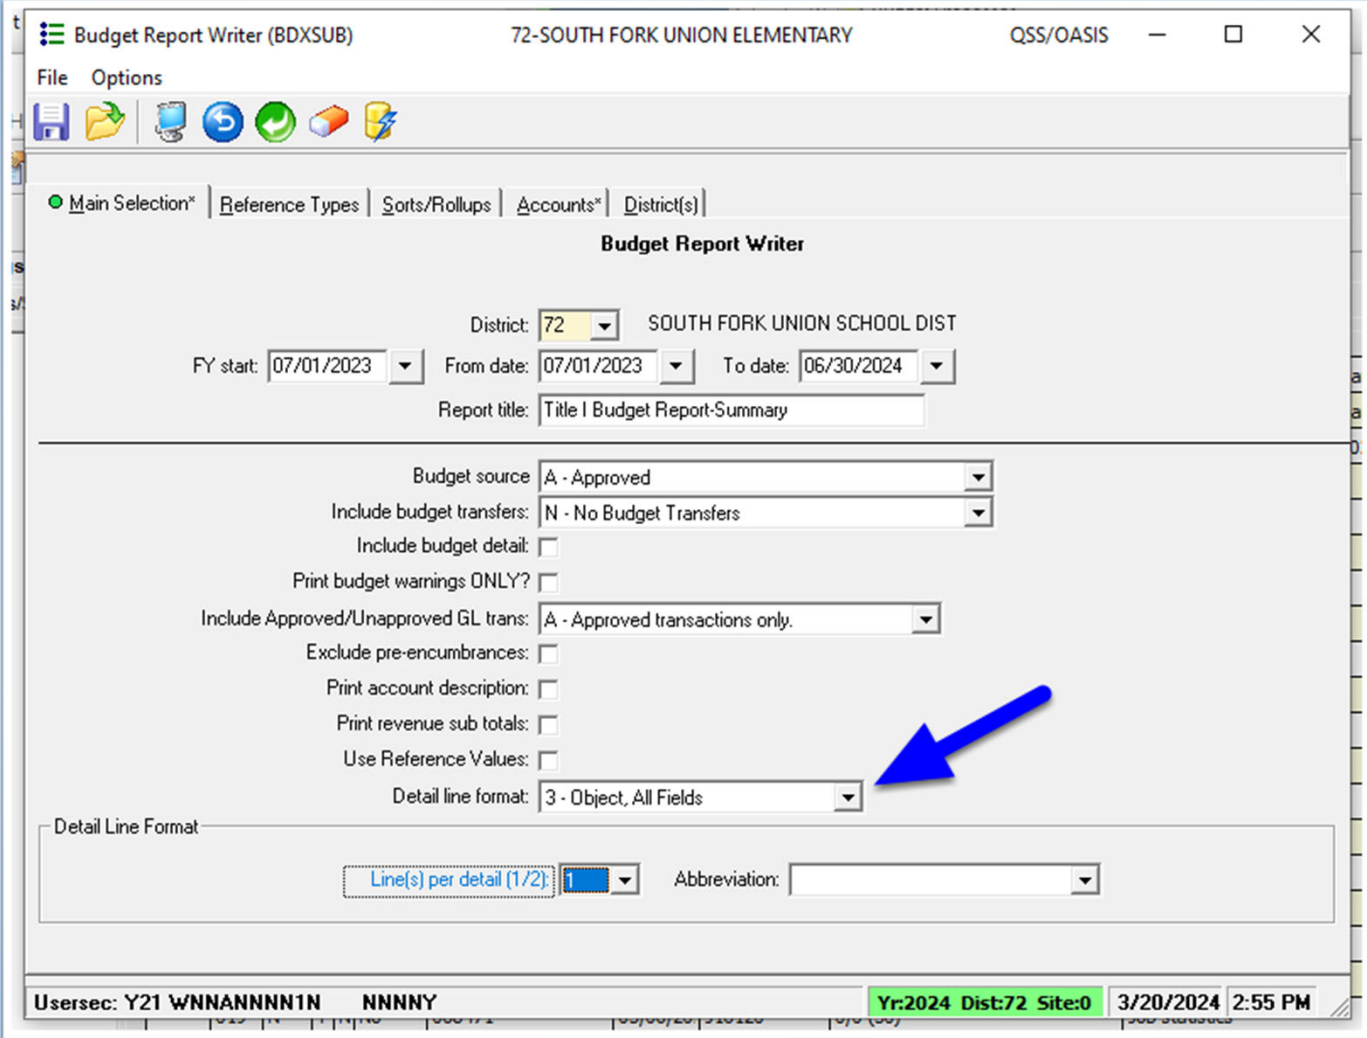 Budget Report Writer (BDXSUB) 72-SOUTH FORK UNION ELEMENTARY QSS/OASIS
File Options
Main Selection* Reference Types Sorts/Rollups Accounts* District(s)
Budget Report Writer
District: 72 SOUTH FORK UNION SCHOOL DIST
FY start: 07/01/2023 From date: 07/01/2023 To date: 06/30/2024
Report title: Title I Budget Report-Summary
Budget source A - Approved
Include budget transfers: N - No Budget Transfers
Include budget detail:
Print budget warnings ONLY?
Include Approved/Unapproved GL trans: A - Approved transactions only.
Exclude pre-encumbrances:
Print account description:
Print revenue sub totals:
Use Reference Values:
Detail line format: 3 - Object, All Fields
Detail Line Format
Line(s) per detail (1/2): 1 Abbreviation:
Usersec: Y21 WNNANNNN1N NNNNY Yr:2024 Dist:72 Site:0 3/20/2024 2:55 PM